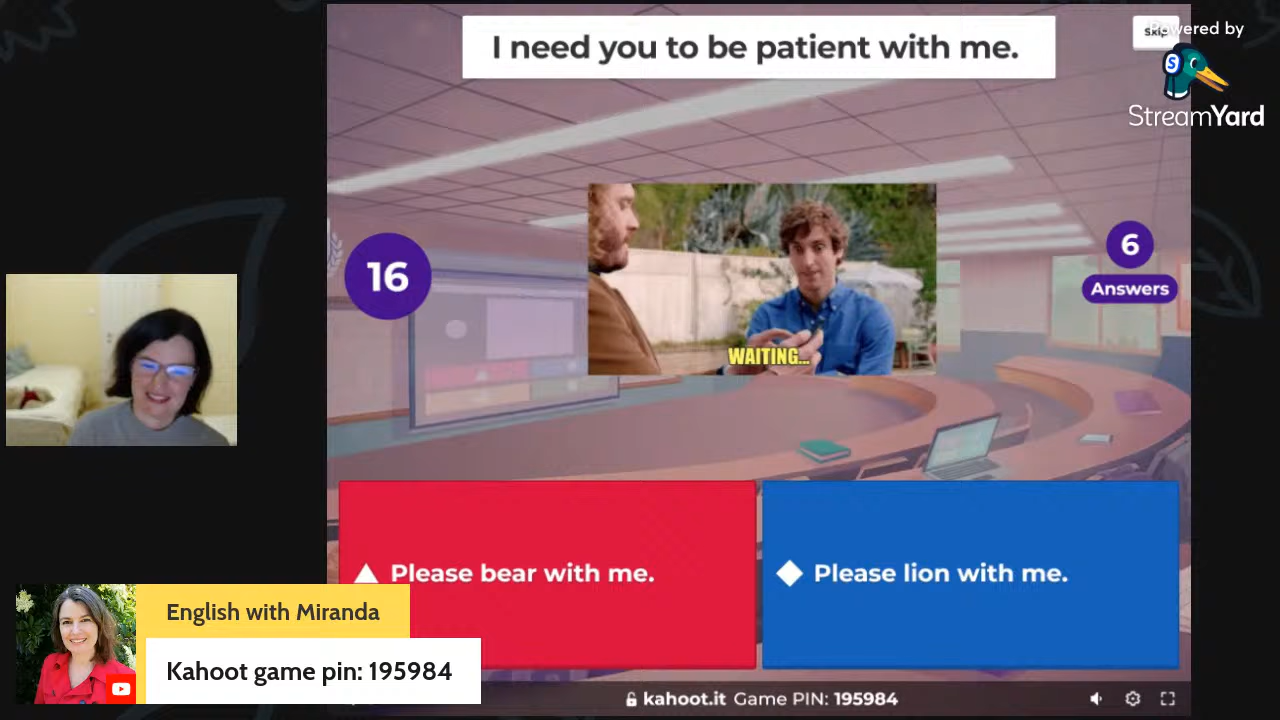 I need you to be patient with me.
Skip
Powered by
StreamYard
16
6
Answers
WAITING...
Please bear with me.
Please lion with me.
English with Miranda
Kahoot game pin: 195984
kahoot.it Game PIN: 195984